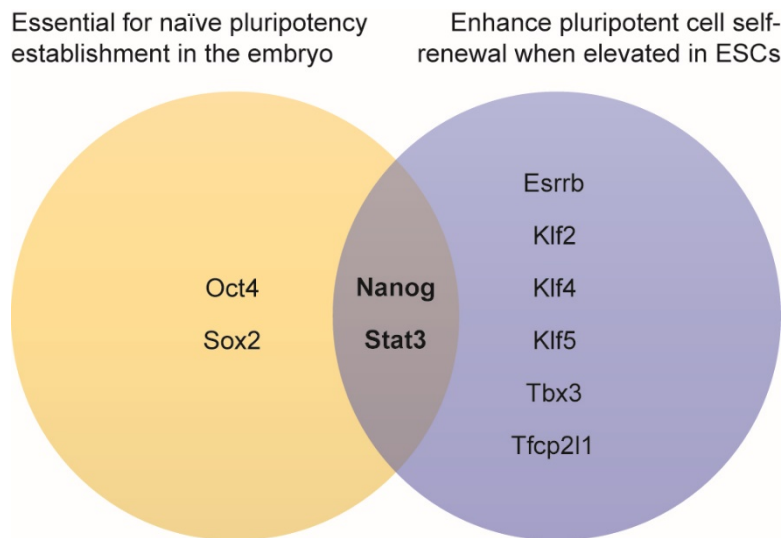 Essential for naïve pluripotency
establishment in the embryo
Enhance pluripotent cell self-
renewal when elevated in ESCs
Oct4
Sox2
Nanog
Stat3
Esrrb
Klf2
Klf4
Klf5
Tbx3
Tfcp2l1